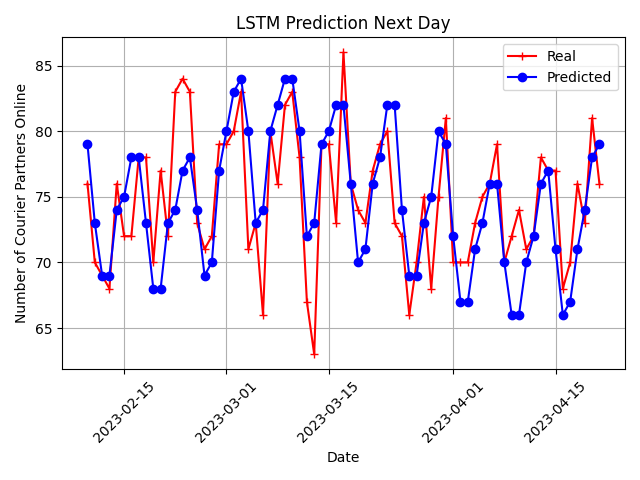 LSTM Prediction Next Day
Real
Predicted
Number of Courier Partners Online
85
80
75
70
65
2023-02-15
2023-03-01
2023-03-15
2023-04-01
2023-04-15
Date